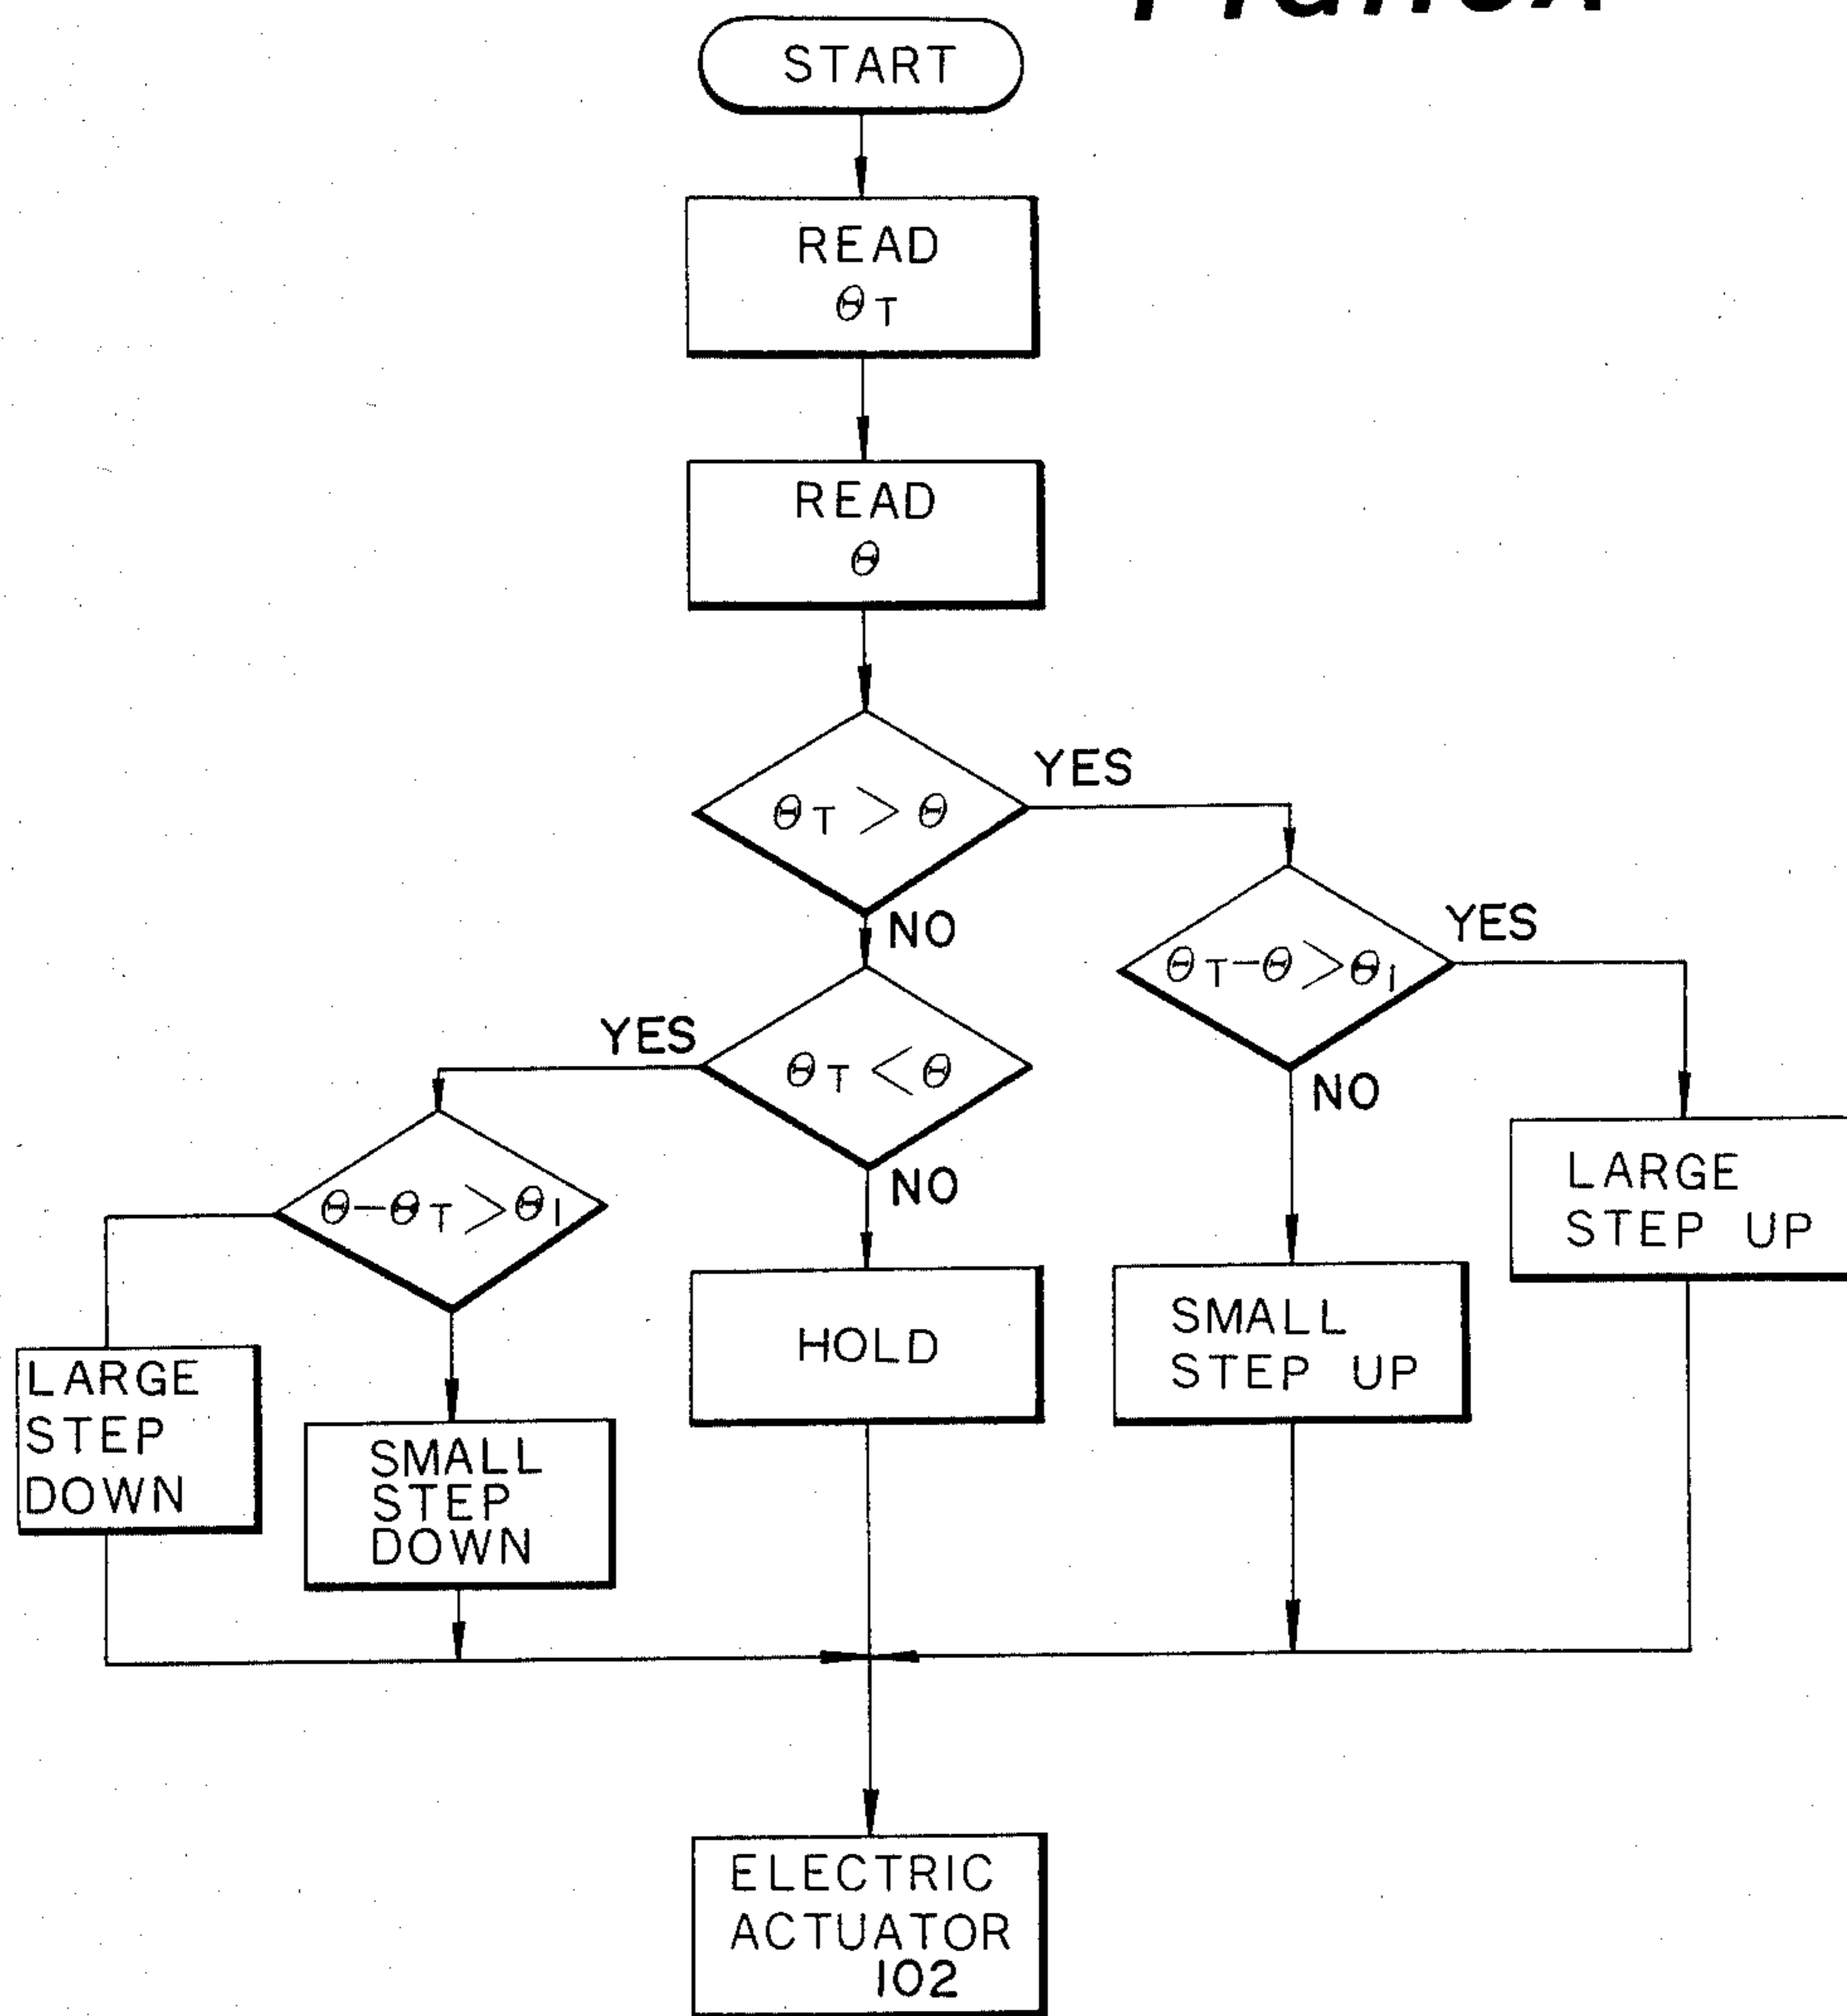 START
READ
θT
READ
θ
θT > θ
YES
NO
θT−θ > θ1
YES
NO
YES
θT < θ
NO
θ−θT > θ1
LARGE
STEP UP
SMALL
STEP UP
HOLD
LARGE
STEP
DOWN
SMALL
STEP
DOWN
ELECTRIC
ACTUATOR
102